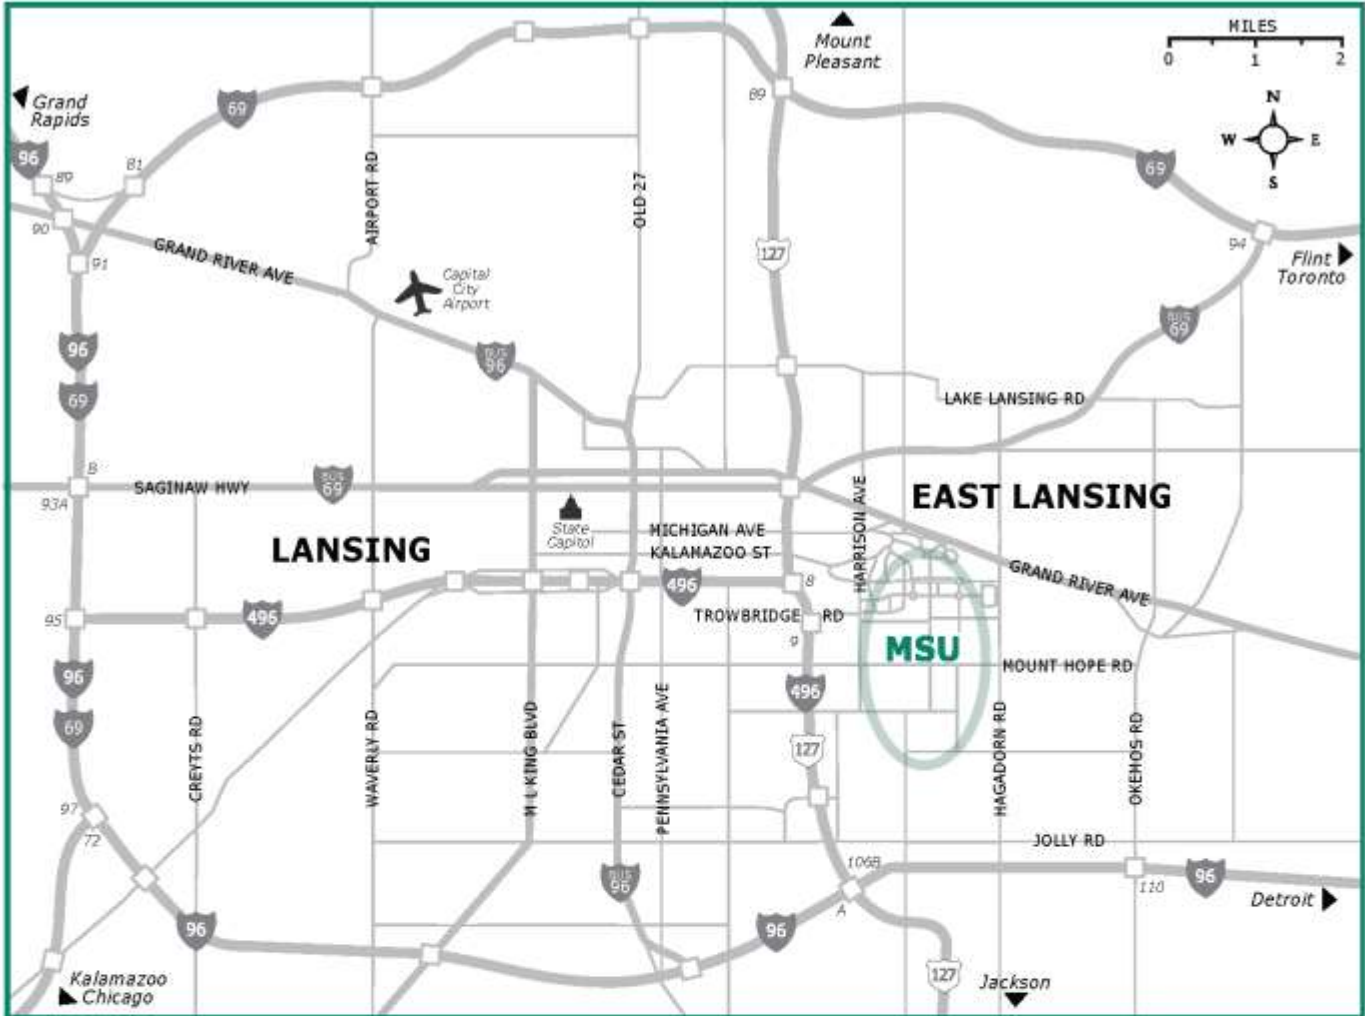 MILES
0 1 2
Mount
Pleasant
Grand
Rapids
N
W E
S
69
89
96
89
81
AIRPORT RD
OLD 27
69
90
91
GRAND RIVER AVE
127
94
Flint
Toronto
Capital
City
Airport
BUS
96
BUS
69
96
69
LAKE LANSING RD
B
93A
SAGINAW HWY
BUS
69
HARRISON AVE
EAST LANSING
LANSING
State
Capitol
MICHIGAN AVE
KALAMAZOO ST
GRAND RIVER AVE
95
496
496
8
TROWBRIDGE RD
9
MSU
MOUNT HOPE RD
96
69
496
127
CREYTS RD
WAVERLY RD
M L KING BLVD
CEDAR ST
PENNSYLVANIA AVE
HAGADORN RD
OKEMOS RD
97
72
JOLLY RD
106B
A
BUS
96
96
110
Detroit
96
96
127
Jackson
Kalamazoo
Chicago